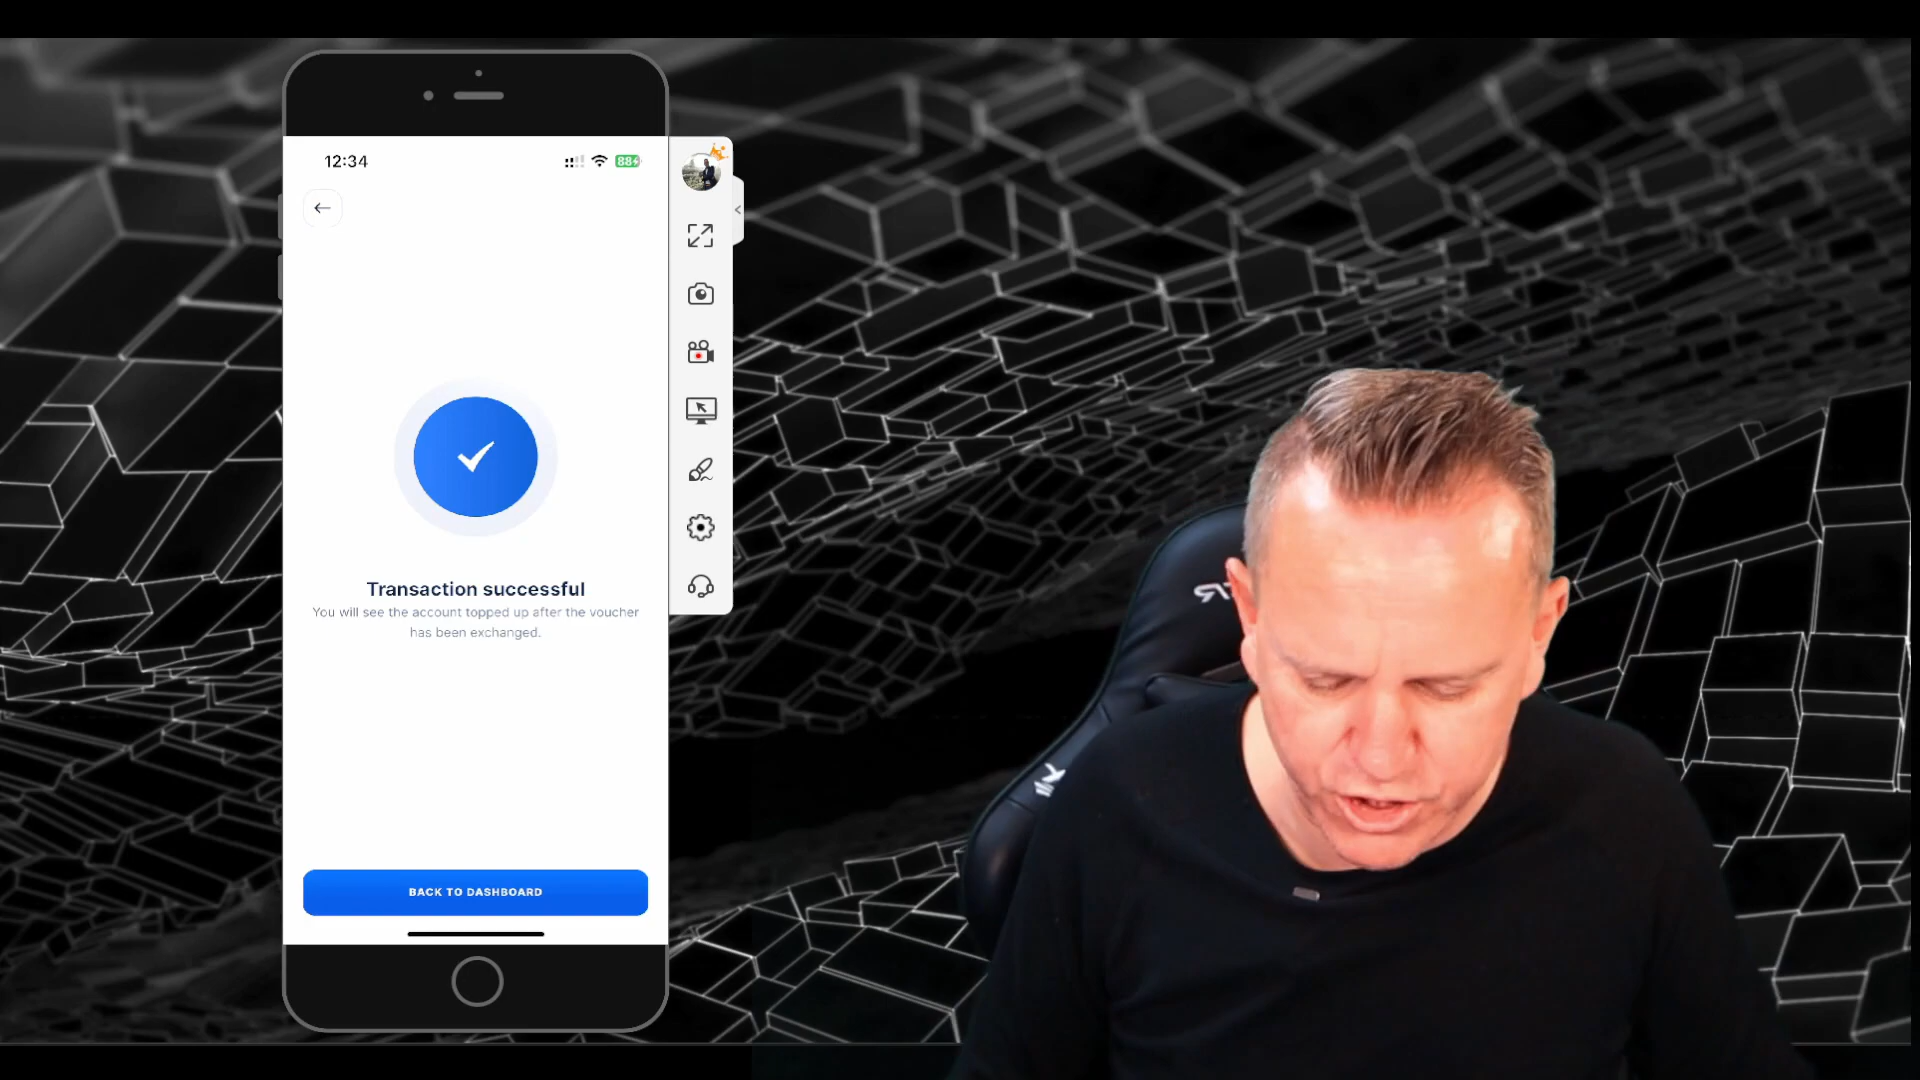 12:34
88
Transaction successful
You will see the account topped up after the voucher
has been exchanged.
BACK TO DASHBOARD